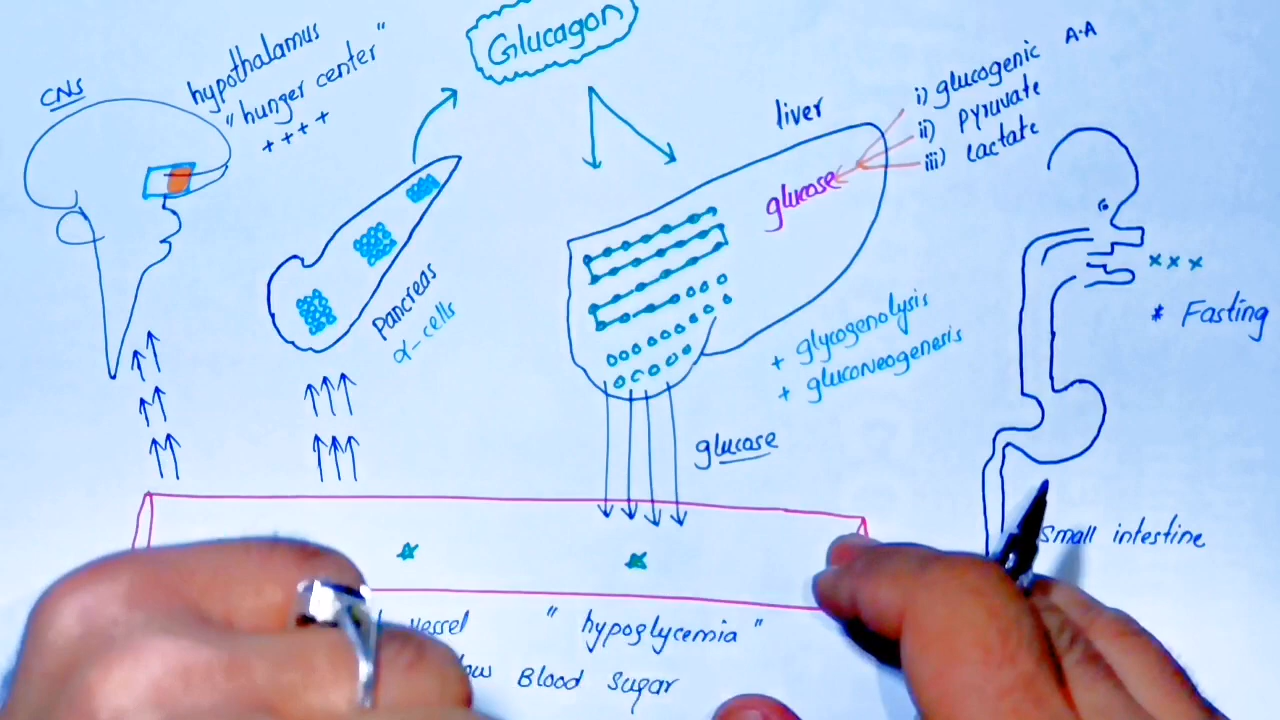 CNS
hypothalamus
"hunger center"
++++
Glucagon
Pancreas
α-cells
liver
glucose
i) glucogenic A.A
ii) pyruvate
iii) lactate
+ glycogenolysis
+ gluconeogenesis
glucose
xxx
* Fasting
Small intestine
vessel "hypoglycemia"
Blood Sugar